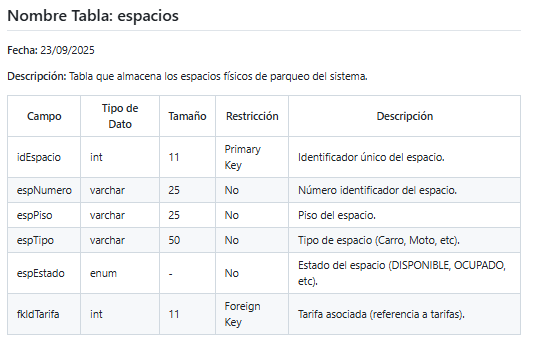 Nombre Tabla: espacios
Fecha: 23/09/2025
Descripción: Tabla que almacena los espacios físicos de parqueo del sistema.
Campo Tipo de Dato Tamaño Restricción Descripción
idEspacio int 11 Primary Key Identificador único del espacio.
espNumero varchar 25 No Número identificador del espacio.
espPiso varchar 25 No Piso del espacio.
espTipo varchar 50 No Tipo de espacio (Carro, Moto, etc).
espEstado enum - No Estado del espacio (DISPONIBLE, OCUPADO, etc).
fkIdTarifa int 11 Foreign Key Tarifa asociada (referencia a tarifas).